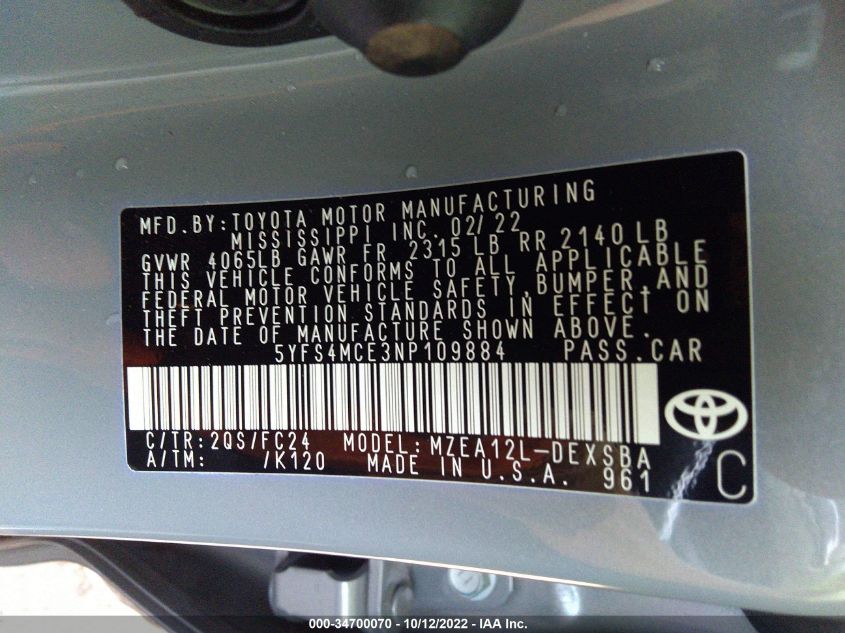 MFD.BY:TOYOTA MOTOR MANUFACTURING
MISSISSIPPI INC. 02/22
GVWR 4065LB GAWR FR 2315 LB RR 2140 LB
THIS VEHICLE CONFORMS TO ALL APPLICABLE
FEDERAL MOTOR VEHICLE SAFETY,BUMPER,AND
THEFT PREVENTION STANDARDS IN EFFECT ON
THE DATE OF MANUFACTURE SHOWN ABOVE.
5YFS4MCE3NP109884 PASS.CAR
C/TR:2QS/FC24 MODEL:MZEA12L-DEXSBA
A/TM: /K120 MADE IN U.S.A. 961
C
000-34700070 - 10/12/2022 - IAA Inc.